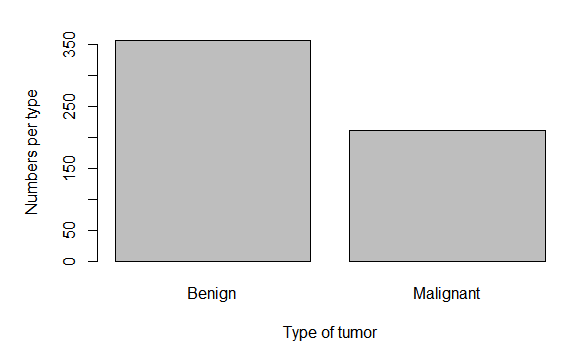 Numbers per type
350
250
150
50
0
Benign
Malignant
Type of tumor